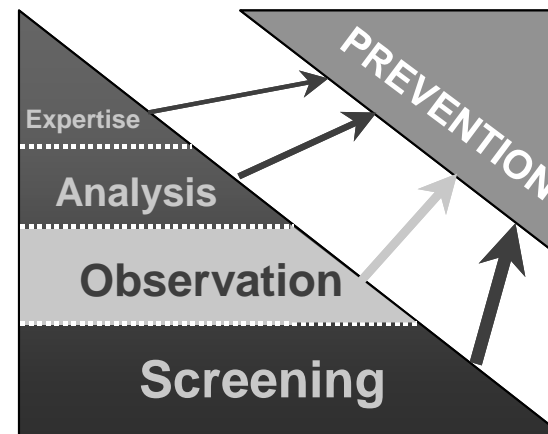 PREVENTION
Expertise
Analysis
Observation
Screening